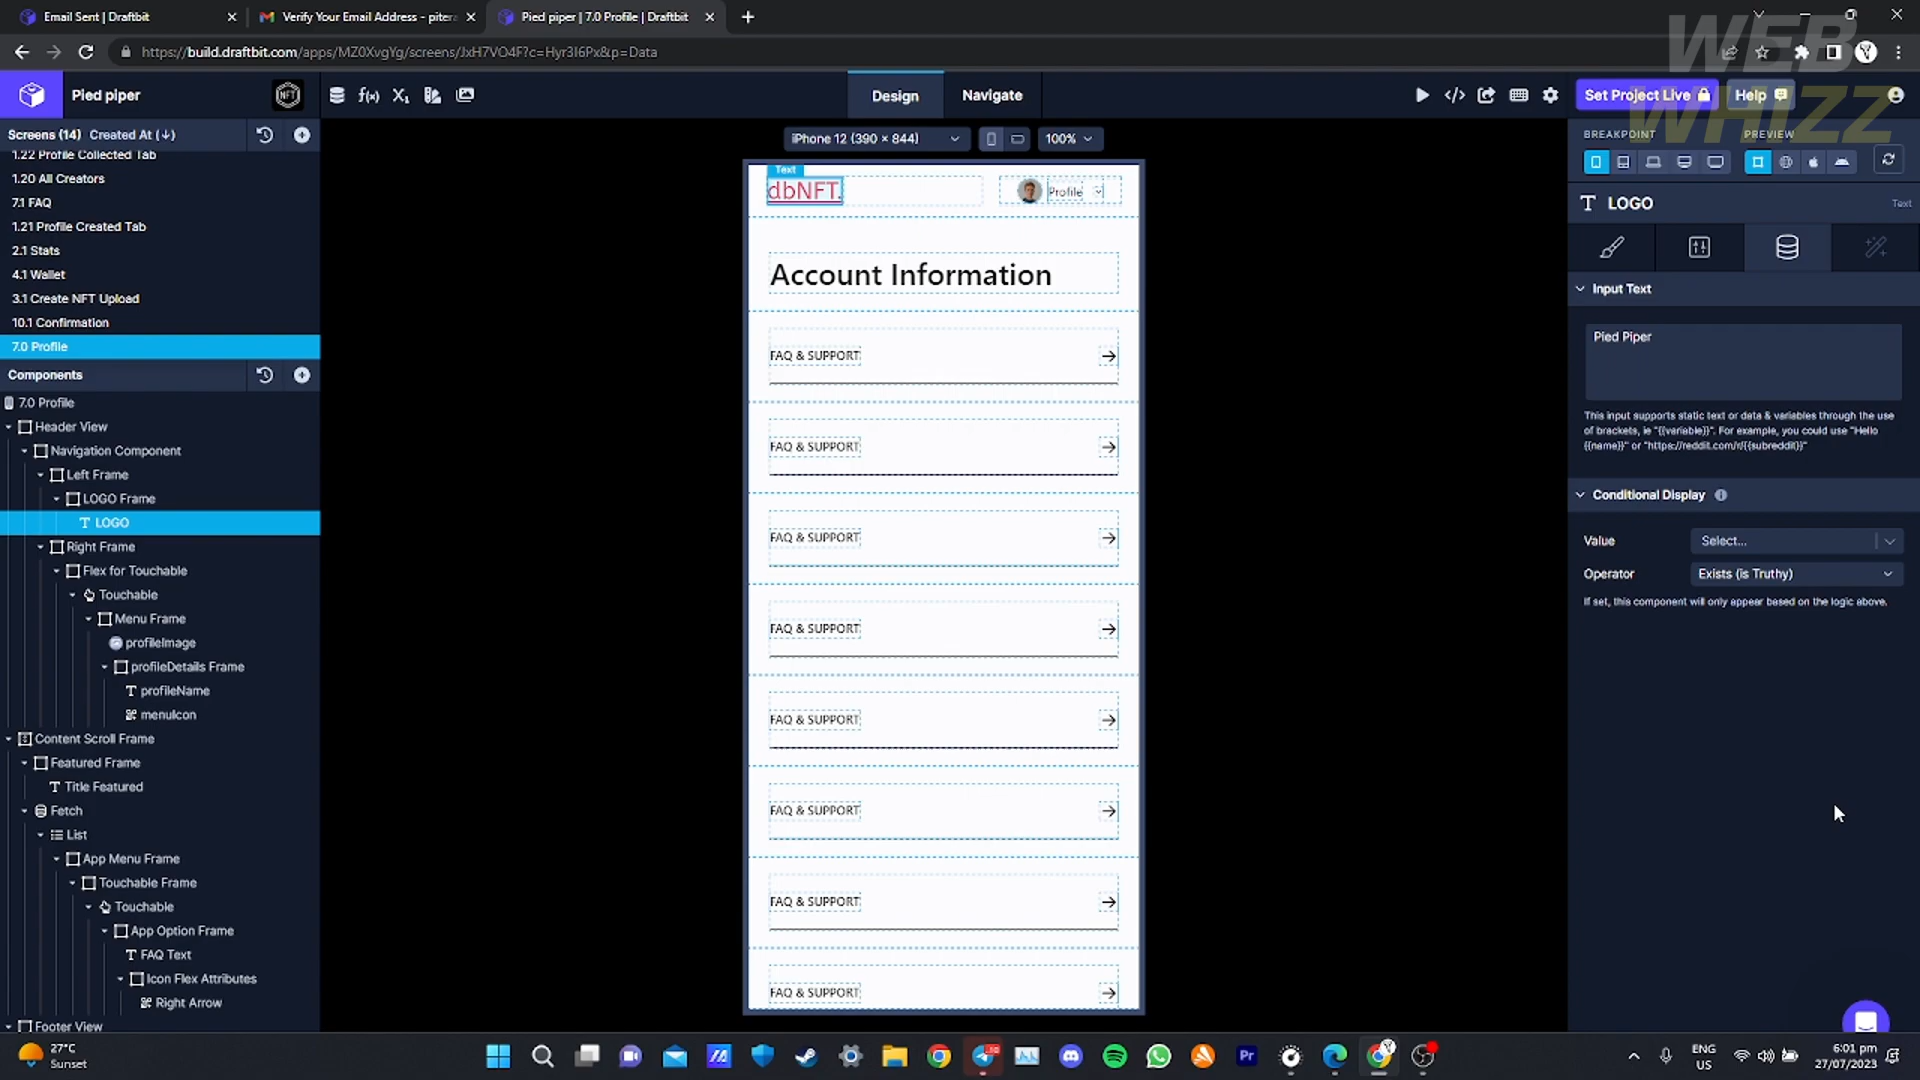 Email Sent | Draftbit
Verify Your Email Address - piter
Pied piper | 7.0 Profile | Draftbit
https://build.draftbit.com/apps/MZ0XvgYg/screens/JxH7VO4F?c=Hyr3I6Px&p=Data
WEB
WHIZZ
Pied piper
NFT
f(x)
X₁
Design
Navigate
Set Project Live
Help
Screens (14) Created At (↓)
iPhone 12 (390 × 844)
100%
BREAKPOINT
PREVIEW
1.22 Profile Collected Tab
1.20 All Creators
7.1 FAQ
1.21 Profile Created Tab
2.1 Stats
4.1 Wallet
3.1 Create NFT Upload
10.1 Confirmation
7.0 Profile
Components
7.0 Profile
Header View
Navigation Component
Left Frame
LOGO Frame
LOGO
Right Frame
Flex for Touchable
Touchable
Menu Frame
profileImage
profileDetails Frame
profileName
menuIcon
Content Scroll Frame
Featured Frame
Title Featured
Fetch
List
App Menu Frame
Touchable Frame
Touchable
App Option Frame
FAQ Text
Icon Flex Attributes
Right Arrow
Footer View
Text
dbNFT.
Profile
Account Information
FAQ & SUPPORT
FAQ & SUPPORT
FAQ & SUPPORT
FAQ & SUPPORT
FAQ & SUPPORT
FAQ & SUPPORT
FAQ & SUPPORT
FAQ & SUPPORT
LOGO
Text
Input Text
Pied Piper
This input supports static text or data & variables through the use
of brackets, ie "{{variable}}". For example, you could use "Hello
{{name}}" or "https://reddit.com/r/{{subreddit}}"
Conditional Display
Value Select...
Operator Exists (is Truthy)
If set, this component will only appear based on the logic above.
27°C
Sunset
Pr
ENG
US
6:01 pm
27/07/2023